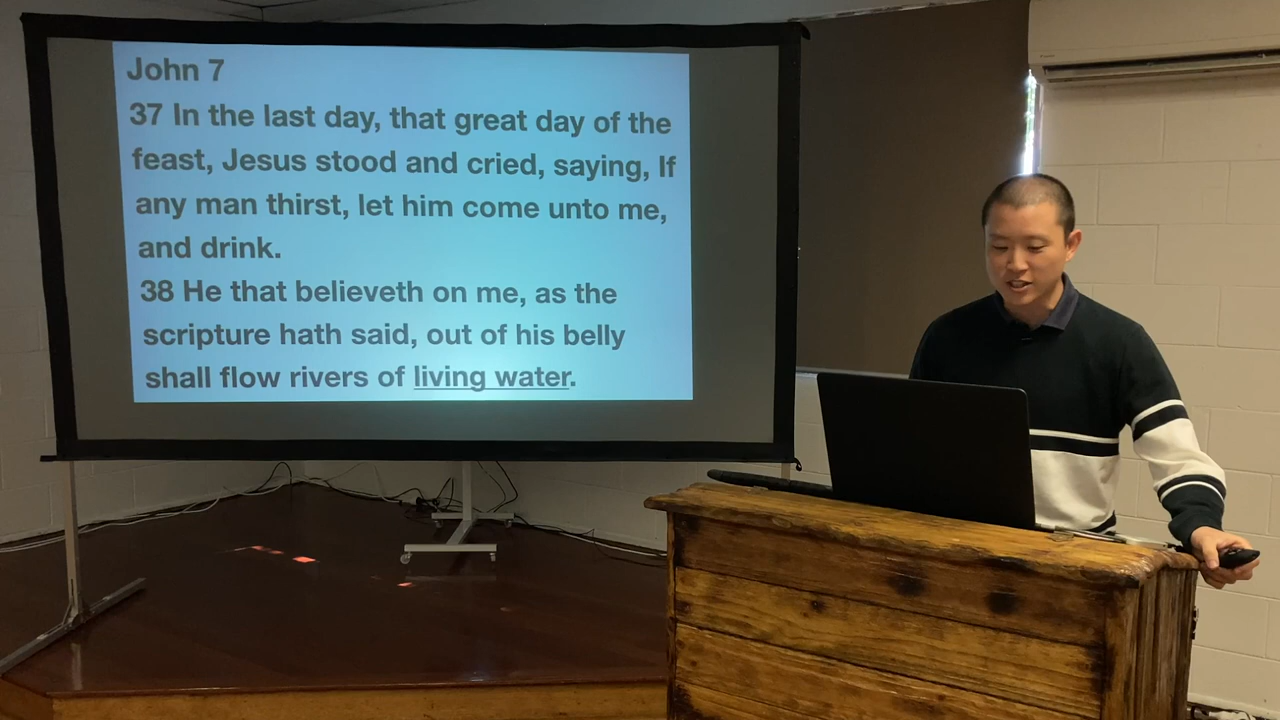 John 7
37 In the last day, that great day of the
feast, Jesus stood and cried, saying, If
any man thirst, let him come unto me,
and drink.
38 He that believeth on me, as the
scripture hath said, out of his belly
shall flow rivers of living water.